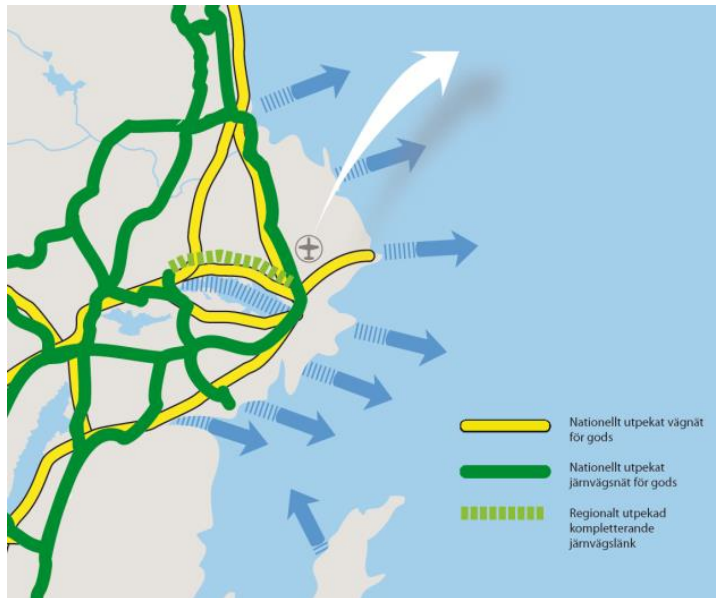 Nationellt utpekat vägnät
för gods
Nationellt utpekat
järnvägsnät för gods
Regionalt utpekad
kompletterande
järnvägslänk